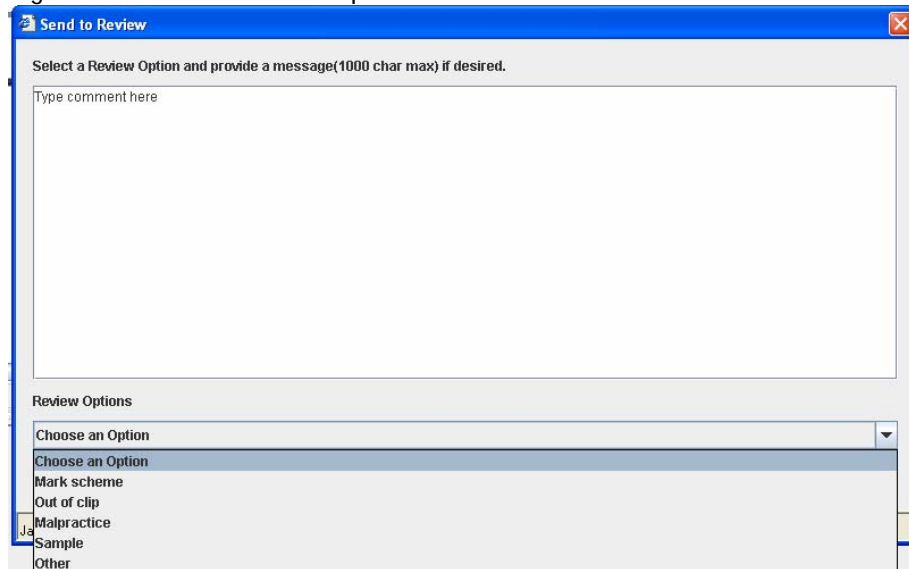 Send to Review
Select a Review Option and provide a message(1000 char max) if desired.
Type comment here
Review Options
Choose an Option
Choose an Option
Mark scheme
Out of clip
Malpractice
Ja
Sample
Other